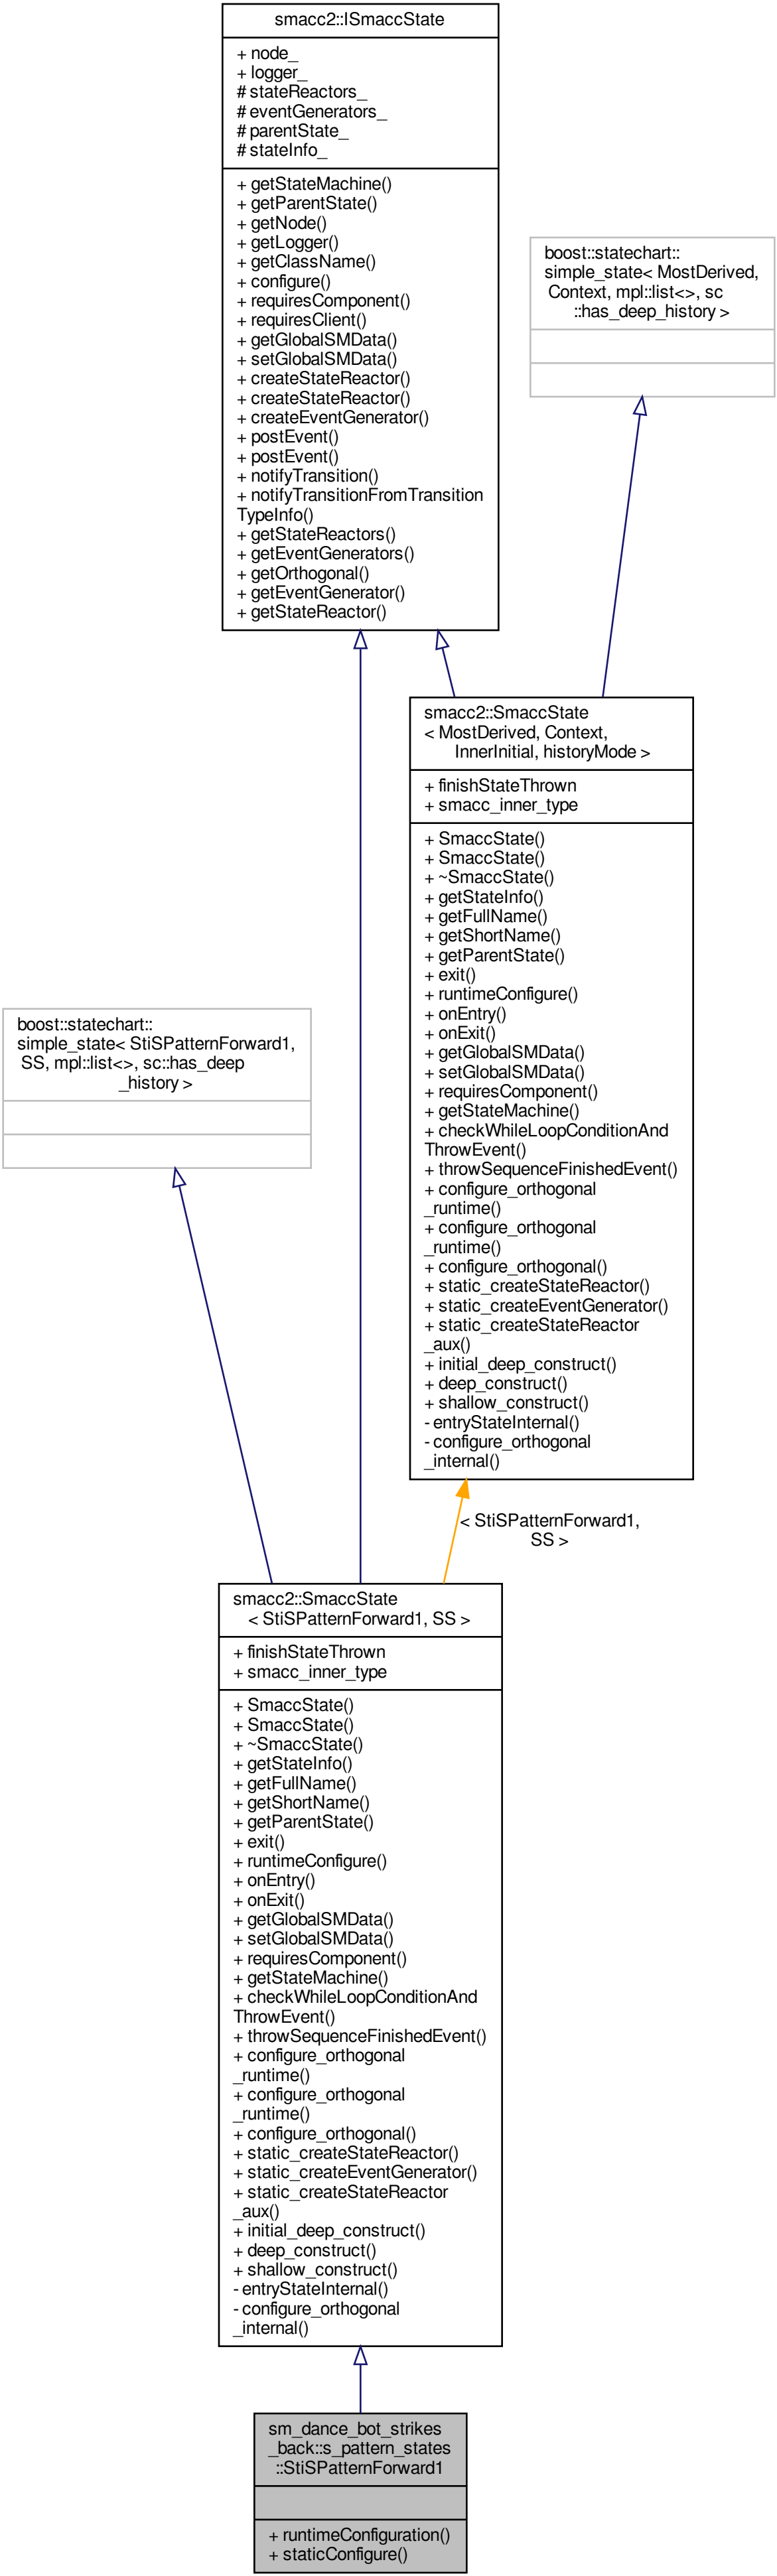 smacc2::ISmaccState
+ node_
+ logger_
# stateReactors_
# eventGenerators_
# parentState_
# stateInfo_
+ getStateMachine()
+ getParentState()
+ getNode()
+ getLogger()
+ getClassName()
+ configure()
+ requiresComponent()
+ requiresClient()
+ getGlobalSMData()
+ setGlobalSMData()
+ createStateReactor()
+ createStateReactor()
+ createEventGenerator()
+ postEvent()
+ postEvent()
+ notifyTransition()
+ notifyTransitionFromTransition
TypeInfo()
+ getStateReactors()
+ getEventGenerators()
+ getOrthogonal()
+ getEventGenerator()
+ getStateReactor()
boost::statechart::
simple_state< MostDerived,
Context, mpl::list<>, sc
::has_deep_history >
smacc2::SmaccState
< MostDerived, Context,
InnerInitial, historyMode >
+ finishStateThrown
+ smacc_inner_type
+ SmaccState()
+ SmaccState()
+ ~SmaccState()
+ getStateInfo()
+ getFullName()
+ getShortName()
+ getParentState()
+ exit()
+ runtimeConfigure()
+ onEntry()
+ onExit()
+ getGlobalSMData()
+ setGlobalSMData()
+ requiresComponent()
+ getStateMachine()
+ checkWhileLoopConditionAnd
ThrowEvent()
+ throwSequenceFinishedEvent()
+ configure_orthogonal
_runtime()
+ configure_orthogonal
_runtime()
+ configure_orthogonal()
+ static_createStateReactor()
+ static_createEventGenerator()
+ static_createStateReactor
_aux()
+ initial_deep_construct()
+ deep_construct()
+ shallow_construct()
- entryStateInternal()
- configure_orthogonal
_internal()
boost::statechart::
simple_state< StiSPatternForward1,
SS, mpl::list<>, sc::has_deep
_history >
< StiSPatternForward1,
SS >
smacc2::SmaccState
< StiSPatternForward1, SS >
+ finishStateThrown
+ smacc_inner_type
+ SmaccState()
+ SmaccState()
+ ~SmaccState()
+ getStateInfo()
+ getFullName()
+ getShortName()
+ getParentState()
+ exit()
+ runtimeConfigure()
+ onEntry()
+ onExit()
+ getGlobalSMData()
+ setGlobalSMData()
+ requiresComponent()
+ getStateMachine()
+ checkWhileLoopConditionAnd
ThrowEvent()
+ throwSequenceFinishedEvent()
+ configure_orthogonal
_runtime()
+ configure_orthogonal
_runtime()
+ configure_orthogonal()
+ static_createStateReactor()
+ static_createEventGenerator()
+ static_createStateReactor
_aux()
+ initial_deep_construct()
+ deep_construct()
+ shallow_construct()
- entryStateInternal()
- configure_orthogonal
_internal()
sm_dance_bot_strikes
_back::s_pattern_states
::StiSPatternForward1
+ runtimeConfiguration()
+ staticConfigure()